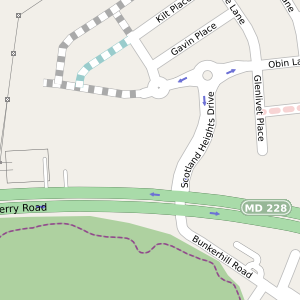 Kilt Place
e Lane
Gavin Place
Obin La
Glenlivet Place
Scotland Heights Drive
erry Road
MD 228
Bunkerhill Road